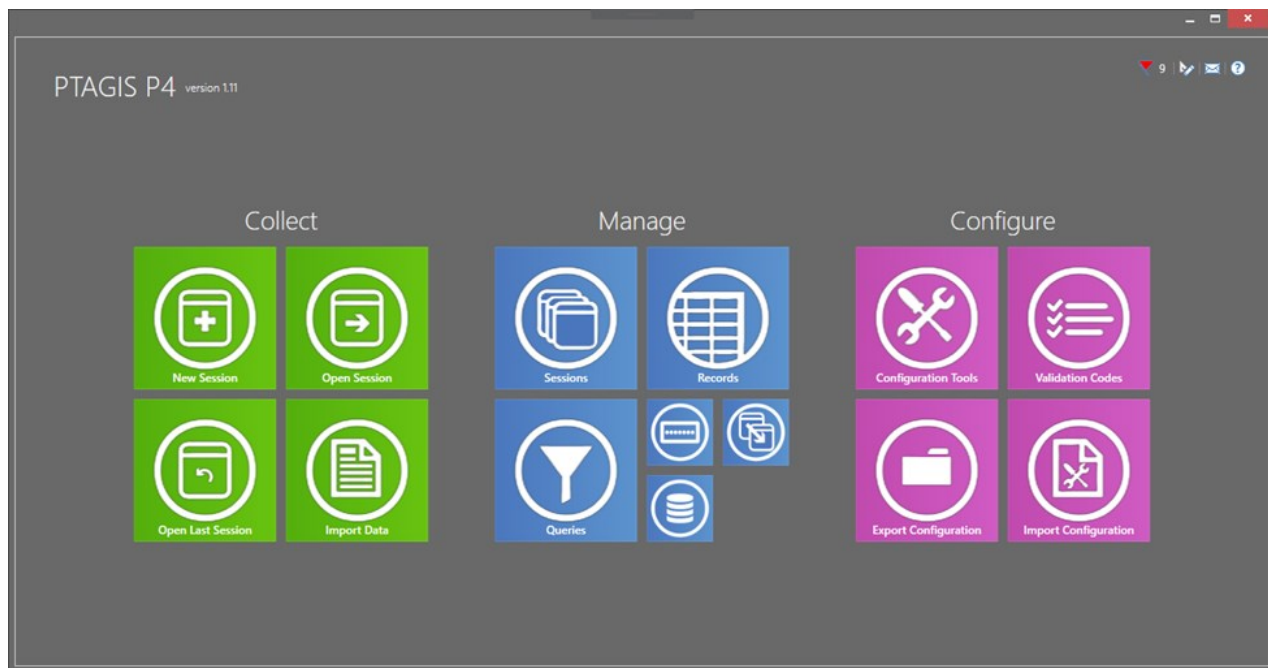 PTAGIS P4 version 1.11
9
Collect
Manage
Configure
New Session
Open Session
Sessions
Records
Configuration Tools
Validation Codes
Open Last Session
Import Data
Queries
Export Configuration
Import Configuration